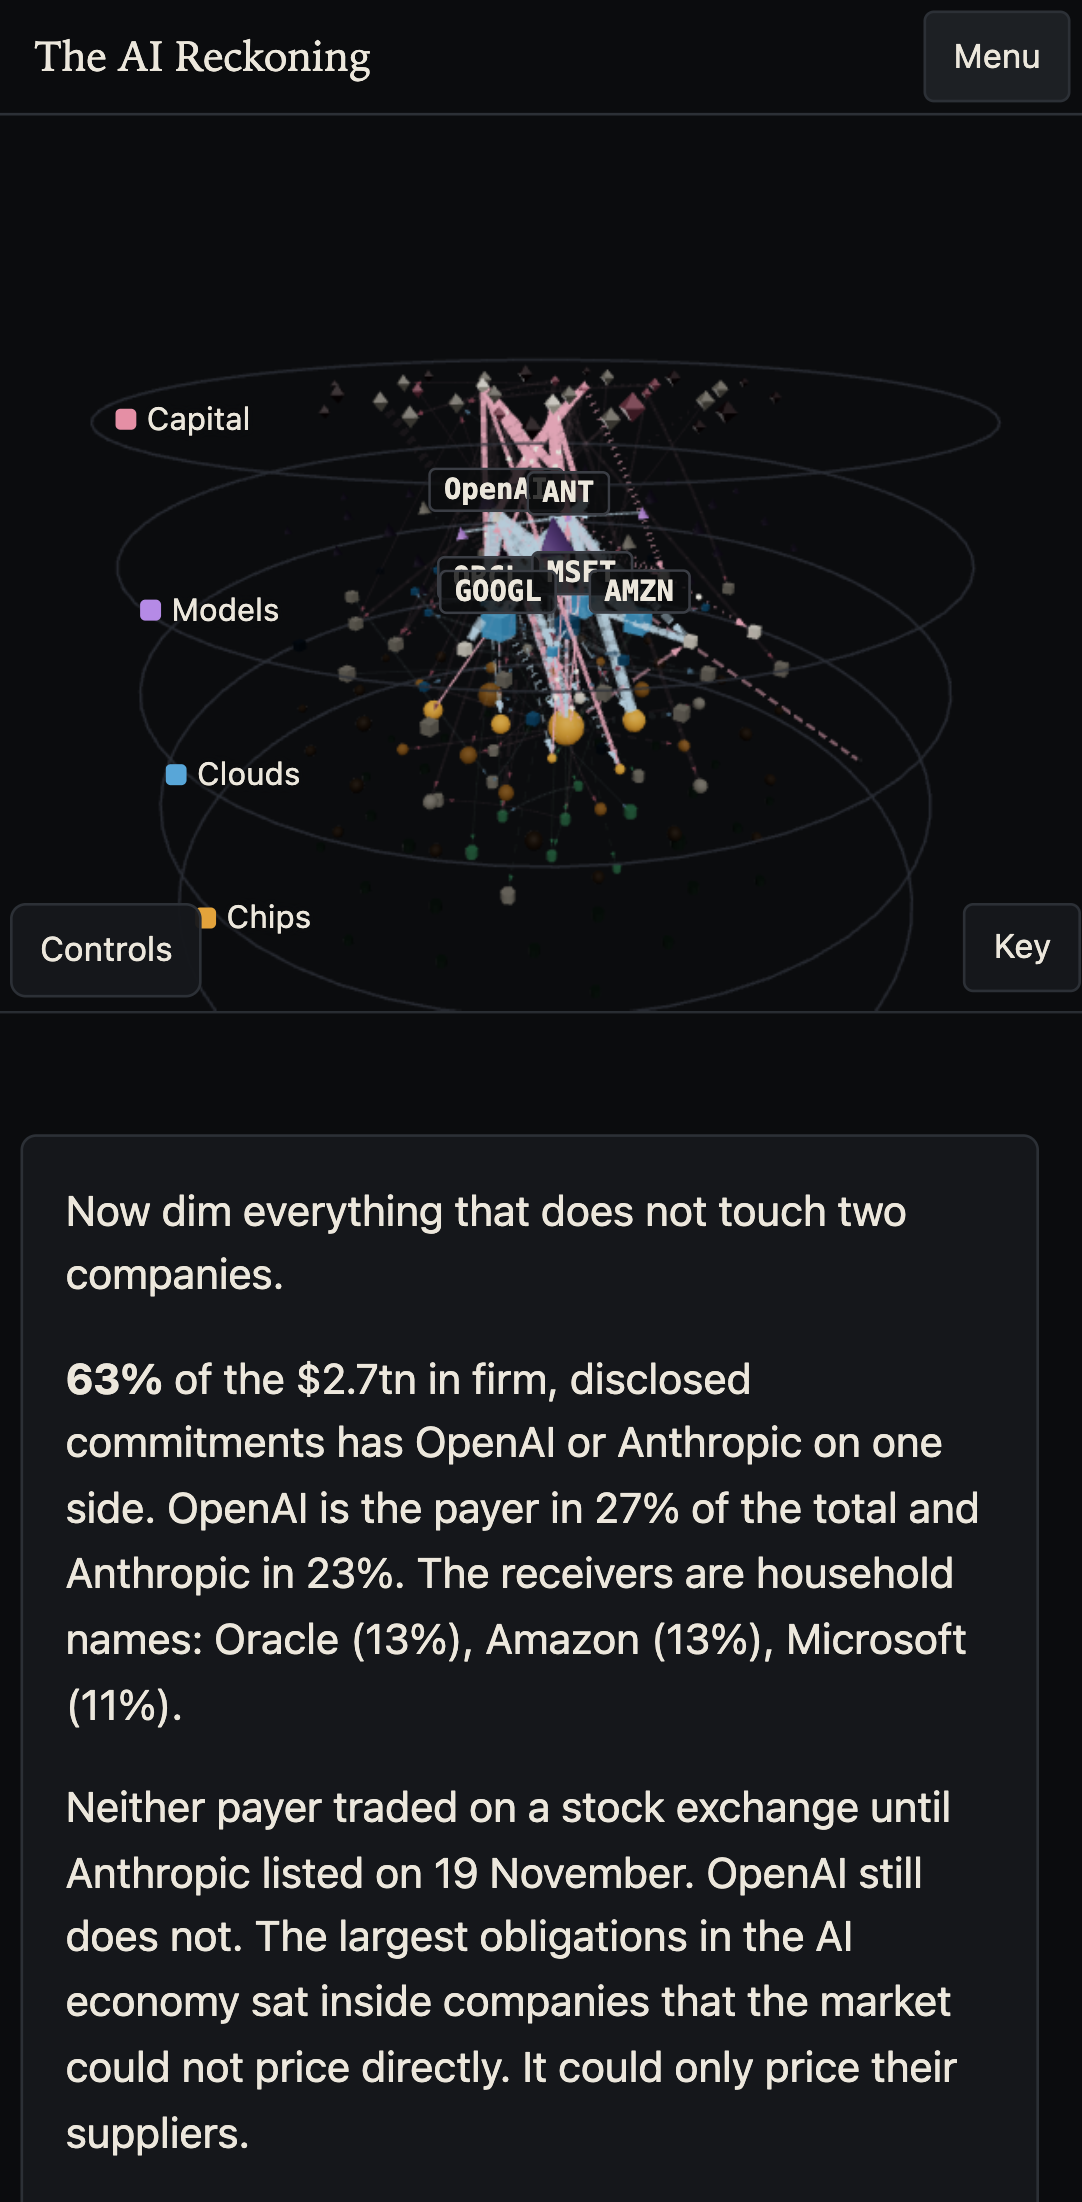 The AI Reckoning
Menu
Capital
OpenAI
ANT
MSFT
GOOGL
AMZN
Models
Clouds
Chips
Controls
Key
Now dim everything that does not touch two
companies.
63% of the $2.7tn in firm, disclosed
commitments has OpenAI or Anthropic on one
side. OpenAI is the payer in 27% of the total and
Anthropic in 23%. The receivers are household
names: Oracle (13%), Amazon (13%), Microsoft
(11%).
Neither payer traded on a stock exchange until
Anthropic listed on 19 November. OpenAI still
does not. The largest obligations in the AI
economy sat inside companies that the market
could not price directly. It could only price their
suppliers.